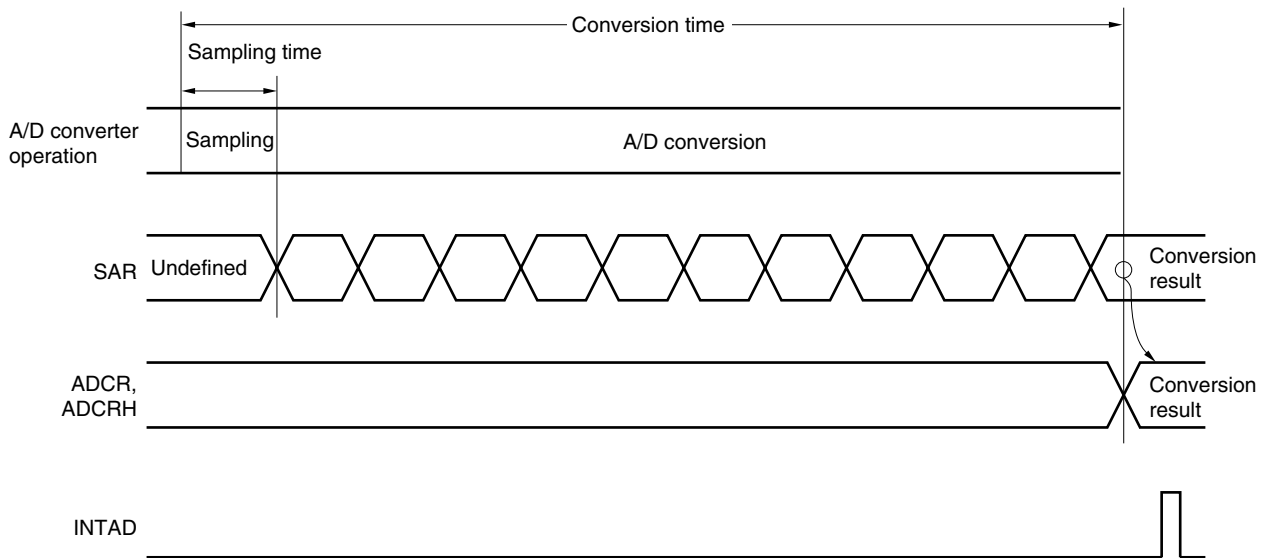 Conversion time
Sampling time
A/D converter
operation
Sampling
A/D conversion
SAR
Undefined
Conversion
result
ADCR,
ADCRH
Conversion
result
INTAD